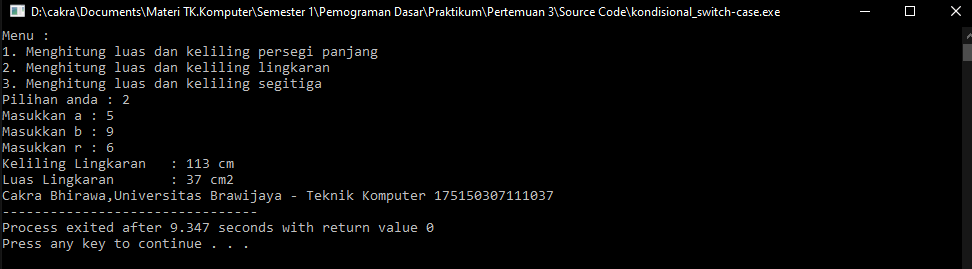 D:\cakra\Documents\Materi TK.Komputer\Semester 1\Pemograman Dasar\Praktikum\Pertemuan 3\Source Code\kondisional_switch-case.exe
Menu :
1. Menghitung luas dan keliling persegi panjang
2. Menghitung luas dan keliling lingkaran
3. Menghitung luas dan keliling segitiga
Pilihan anda : 2
Masukkan a : 5
Masukkan b : 9
Masukkan r : 6
Keliling Lingkaran   : 113 cm
Luas Lingkaran       : 37 cm2
Cakra Bhirawa,Universitas Brawijaya - Teknik Komputer 175150307111037
--------------------------------
Process exited after 9.347 seconds with return value 0
Press any key to continue . . .